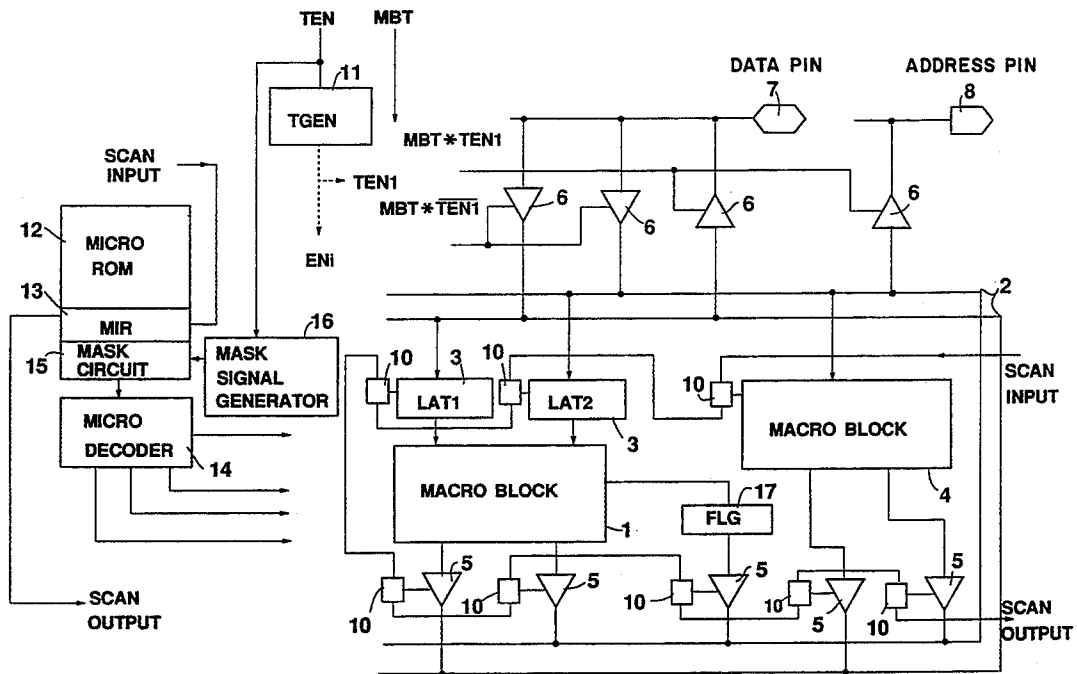 TEN MBT
11
TGEN
DATA PIN
7
ADDRESS PIN
8
MBT*TEN1
SCAN
INPUT
TEN1
MBT*T̅E̅N̅1̅
6
6
6
6
ENi
12
MICRO
ROM
13
MIR
15
MASK
CIRCUIT
16
MASK
SIGNAL
GENERATOR
MICRO
DECODER
14
SCAN
OUTPUT
2
10
3
LAT1
10
LAT2
3
10
SCAN
INPUT
MACRO BLOCK
4
MACRO BLOCK
1
17
FLG
5
10
5
10
5
10
5
10
5
10
SCAN
OUTPUT